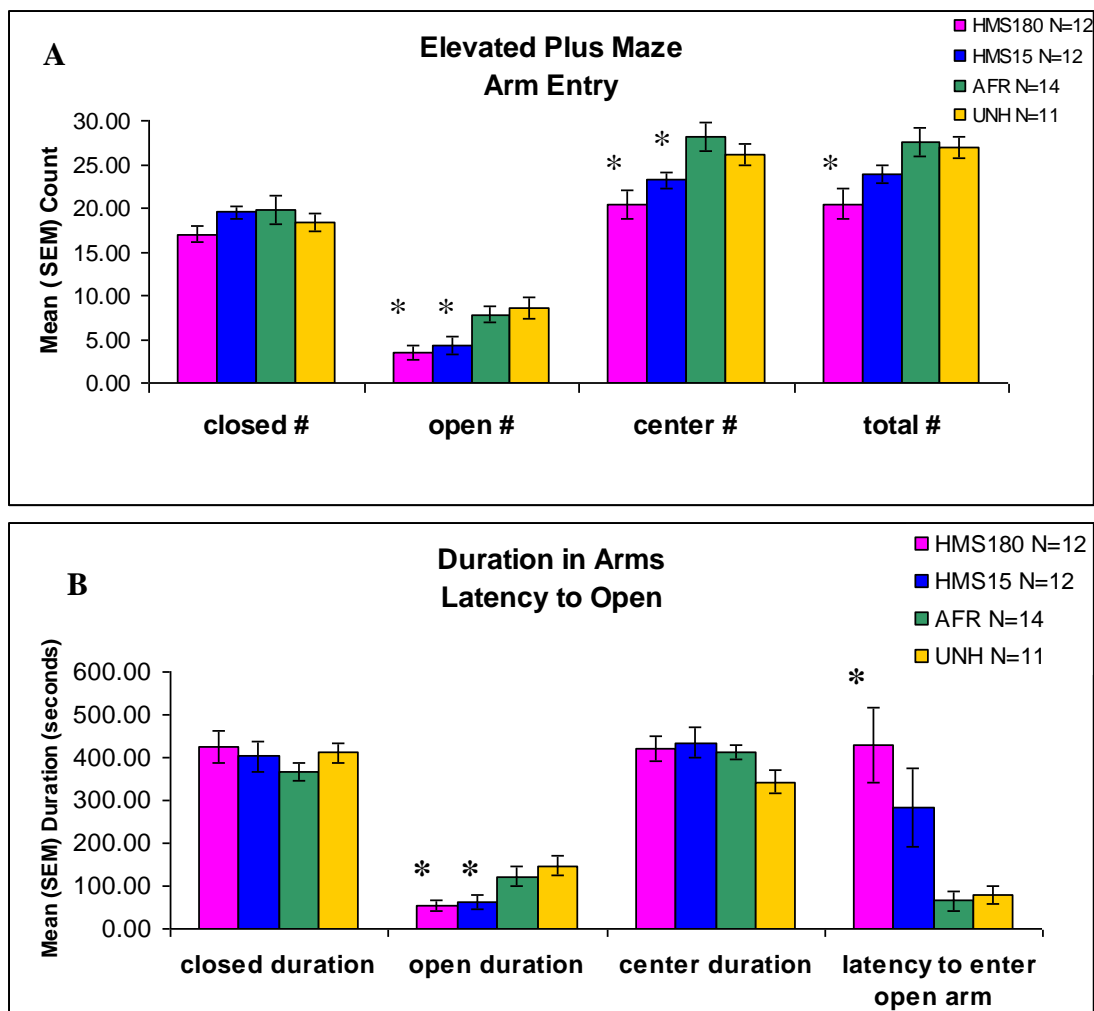 A
Elevated Plus Maze
Arm Entry
HMS180 N=12
HMS15 N=12
AFR N=14
UNH N=11
Mean (SEM) Count
30.00
25.00
20.00
15.00
10.00
5.00
0.00
* * * * *
closed # open # center # total #
B
Duration in Arms
Latency to Open
HMS180 N=12
HMS15 N=12
AFR N=14
UNH N=11
Mean (SEM) Duration (seconds)
600.00
500.00
400.00
300.00
200.00
100.00
0.00
* * *
closed duration open duration center duration latency to enter
open arm